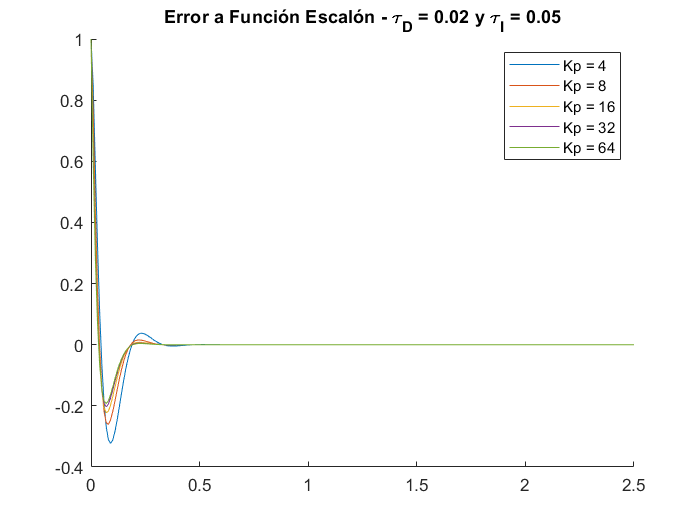 Error a Función Escalón - τ_D = 0.02 y τ_I = 0.05
1
0.8
0.6
0.4
0.2
0
-0.2
-0.4
0
0.5
1
1.5
2
2.5
Kp = 4
Kp = 8
Kp = 16
Kp = 32
Kp = 64